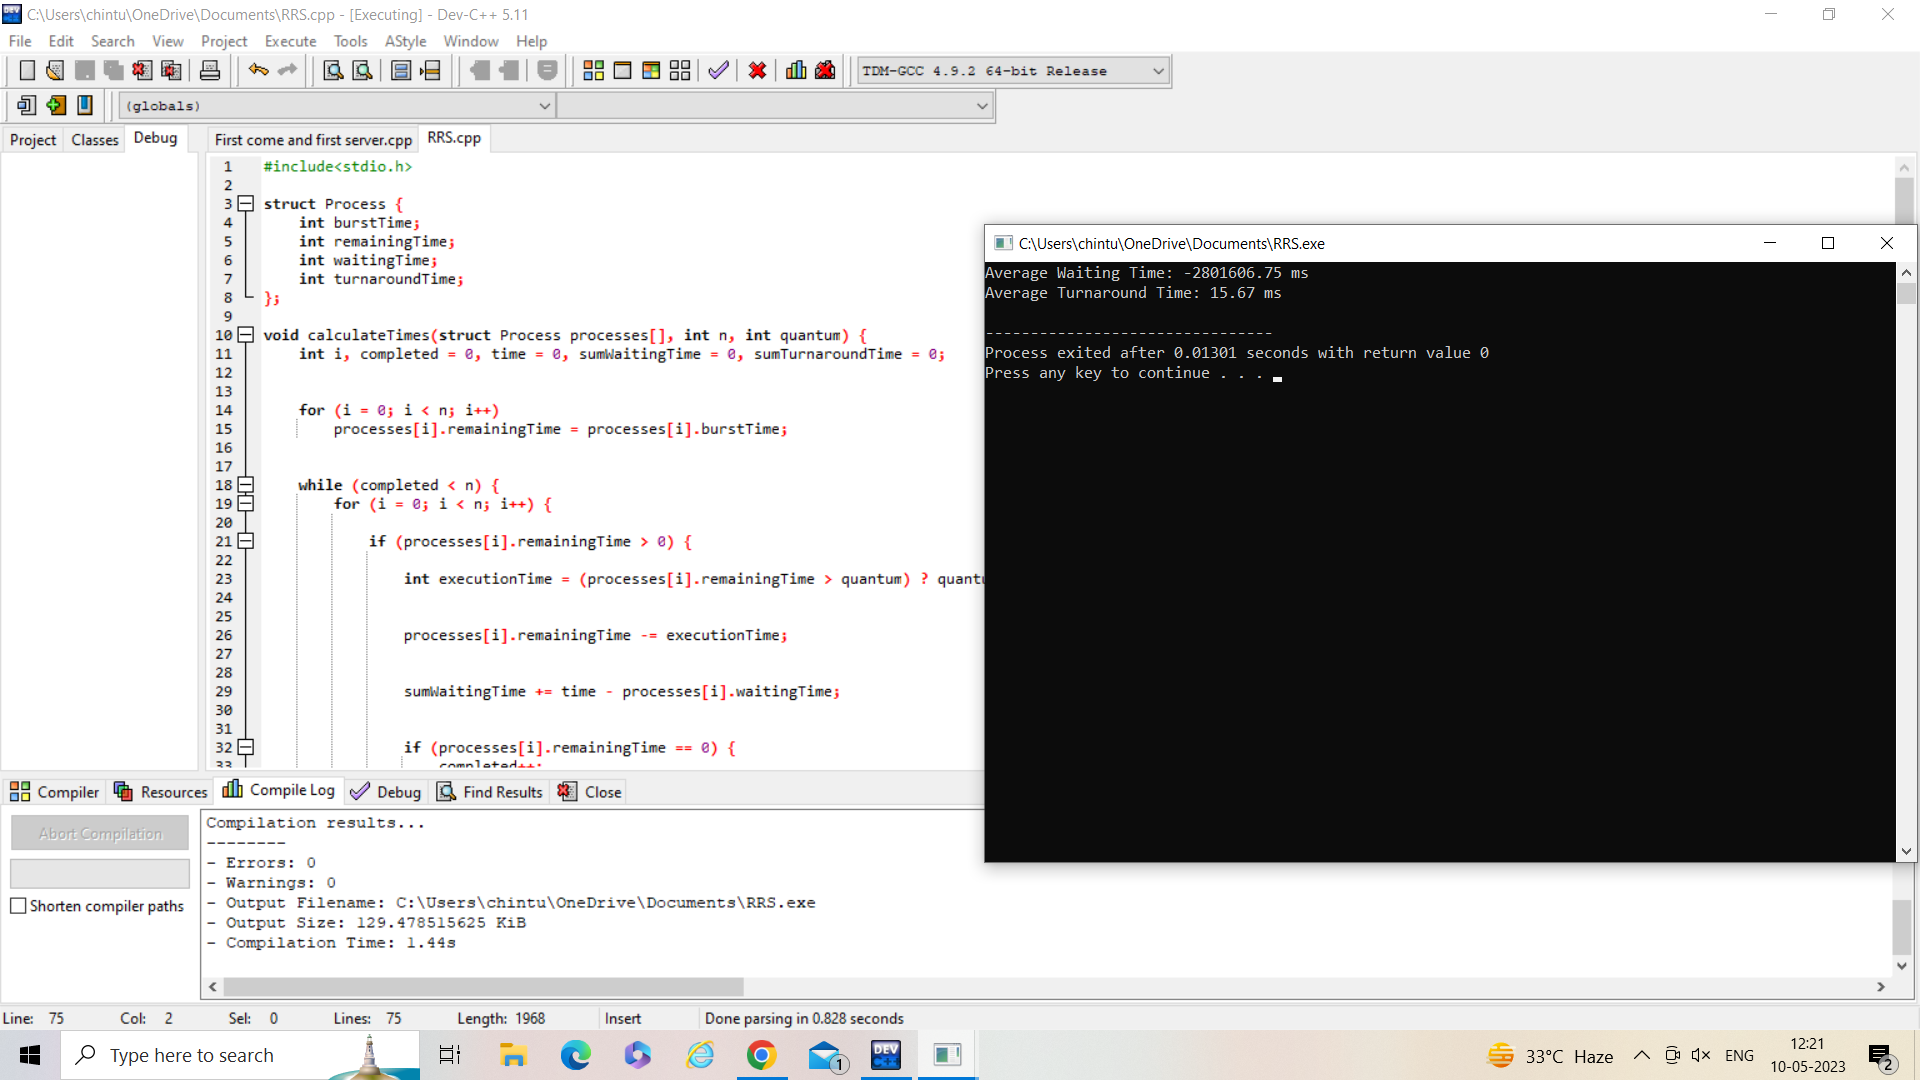 C:\Users\chintu\OneDrive\Documents\RRS.cpp - [Executing] - Dev-C++ 5.11
File Edit Search View Project Execute Tools AStyle Window Help
TDM-GCC 4.9.2 64-bit Release
(globals)
Project Classes Debug
First come and first server.cpp RRS.cpp
1 #include<stdio.h>
2
3 struct Process {
4 int burstTime;
5 int remainingTime;
6 int waitingTime;
7 int turnaroundTime;
8 };
9
10 void calculateTimes(struct Process processes[], int n, int quantum) {
11 int i, completed = 0, time = 0, sumWaitingTime = 0, sumTurnaroundTime = 0;
12
13
14 for (i = 0; i < n; i++)
15 processes[i].remainingTime = processes[i].burstTime;
16
17
18 while (completed < n) {
19 for (i = 0; i < n; i++) {
20
21 if (processes[i].remainingTime > 0) {
22
23 int executionTime = (processes[i].remainingTime > quantum) ? quantu
24
25
26 processes[i].remainingTime -= executionTime;
27
28
29 sumWaitingTime += time - processes[i].waitingTime;
30
31
32 if (processes[i].remainingTime == 0) {
33 completed++;
C:\Users\chintu\OneDrive\Documents\RRS.exe
Average Waiting Time: -2801606.75 ms
Average Turnaround Time: 15.67 ms
--------------------------------
Process exited after 0.01301 seconds with return value 0
Press any key to continue . . .
Compiler Resources Compile Log Debug Find Results Close
Abort Compilation
Shorten compiler paths
Compilation results...
--------
- Errors: 0
- Warnings: 0
- Output Filename: C:\Users\chintu\OneDrive\Documents\RRS.exe
- Output Size: 129.478515625 KiB
- Compilation Time: 1.44s
Line: 75 Col: 2 Sel: 0 Lines: 75 Length: 1968 Insert Done parsing in 0.828 seconds
Type here to search
1
DEV C++
33°C Haze
ENG
12:21
10-05-2023
2